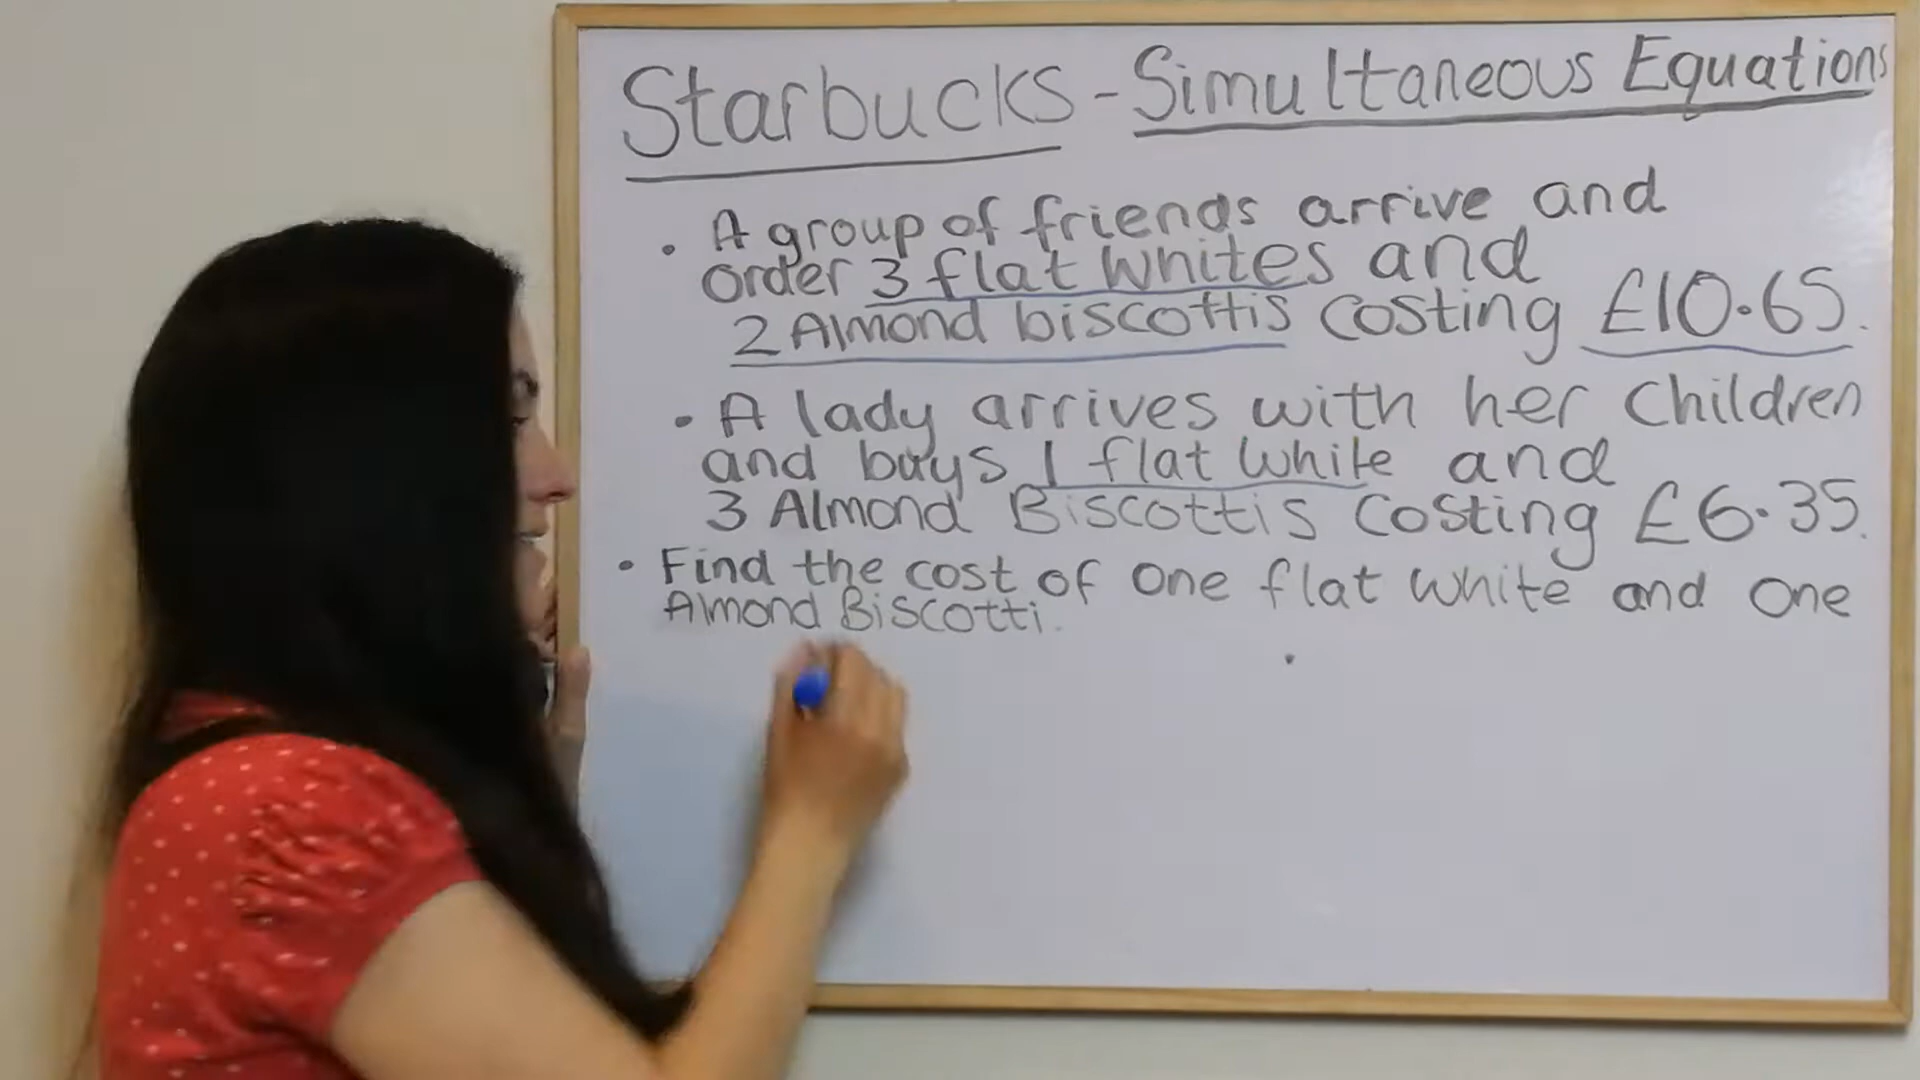 Starbucks - Simultaneous Equations
• A group of friends arrive and
order 3 flat whites and
2 Almond biscottis costing £10.65.
• A lady arrives with her children
and buys 1 flat white and
3 Almond Biscottis costing £6.35.
• Find the cost of one flat white and one
Almond Biscotti.